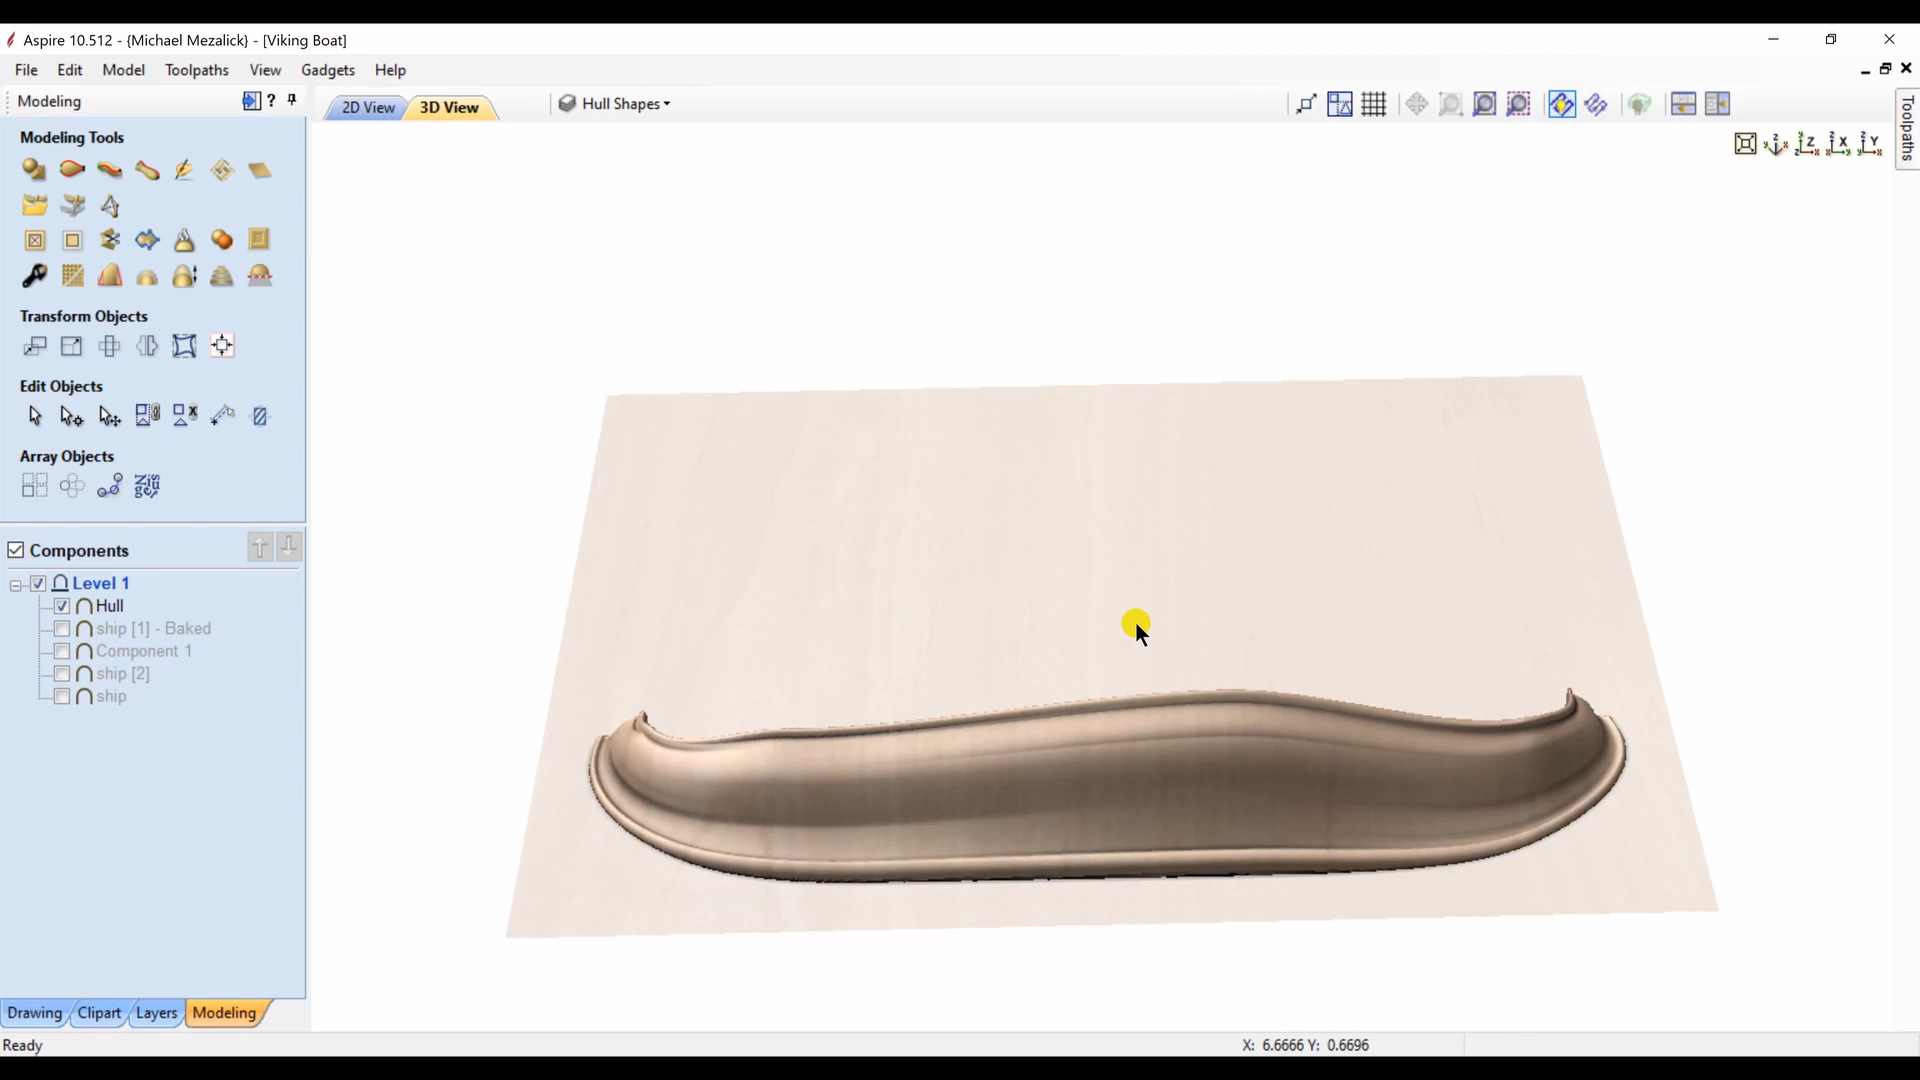 Aspire 10.512 - {Michael Mezalick} - [Viking Boat]
File Edit Model Toolpaths View Gadgets Help
Modeling ?
2D View 3D View Hull Shapes
Toolpaths
Modeling Tools
Transform Objects
Edit Objects
Array Objects
Components
Level 1
Hull
ship [1] - Baked
Component 1
ship [2]
ship
Drawing Clipart Layers Modeling
Ready X: 6.6666 Y: 0.6696